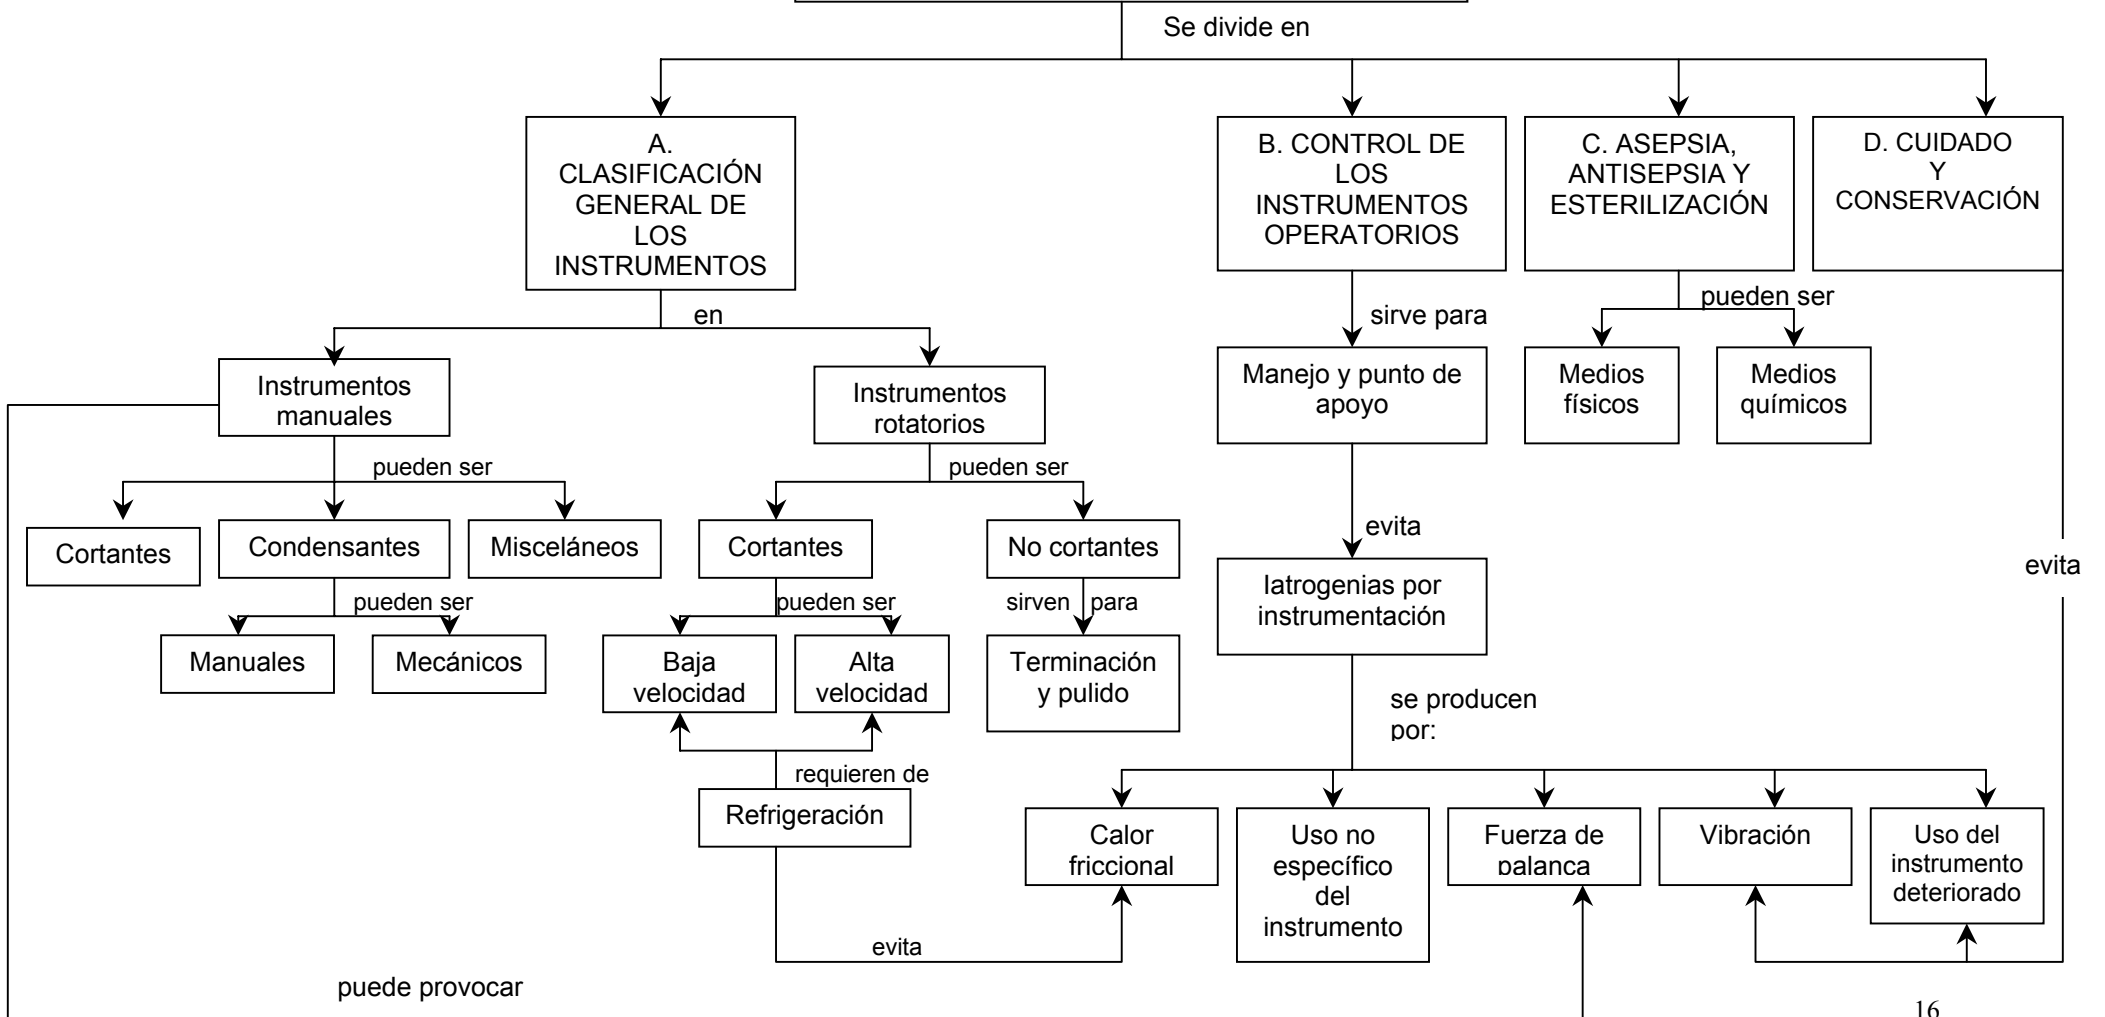 Se divide en
A.
CLASIFICACIÓN
GENERAL DE
LOS
INSTRUMENTOS
B. CONTROL DE
LOS
INSTRUMENTOS
OPERATORIOS
C. ASEPSIA,
ANTISEPSIA Y
ESTERILIZACIÓN
D. CUIDADO
Y
CONSERVACIÓN
en
sirve para
pueden ser
Instrumentos
manuales
Instrumentos
rotatorios
Manejo y punto de
apoyo
Medios
físicos
Medios
químicos
pueden ser
pueden ser
Cortantes
Condensantes
Misceláneos
Cortantes
No cortantes
evita
evita
pueden ser
pueden ser
sirven para
Iatrogenias por
instrumentación
Manuales
Mecánicos
Baja
velocidad
Alta
velocidad
Terminación
y pulido
se producen
por:
requieren de
Refrigeración
Calor
friccional
Uso no
específico
del
instrumento
Fuerza de
palanca
Vibración
Uso del
instrumento
deteriorado
evita
puede provocar
16